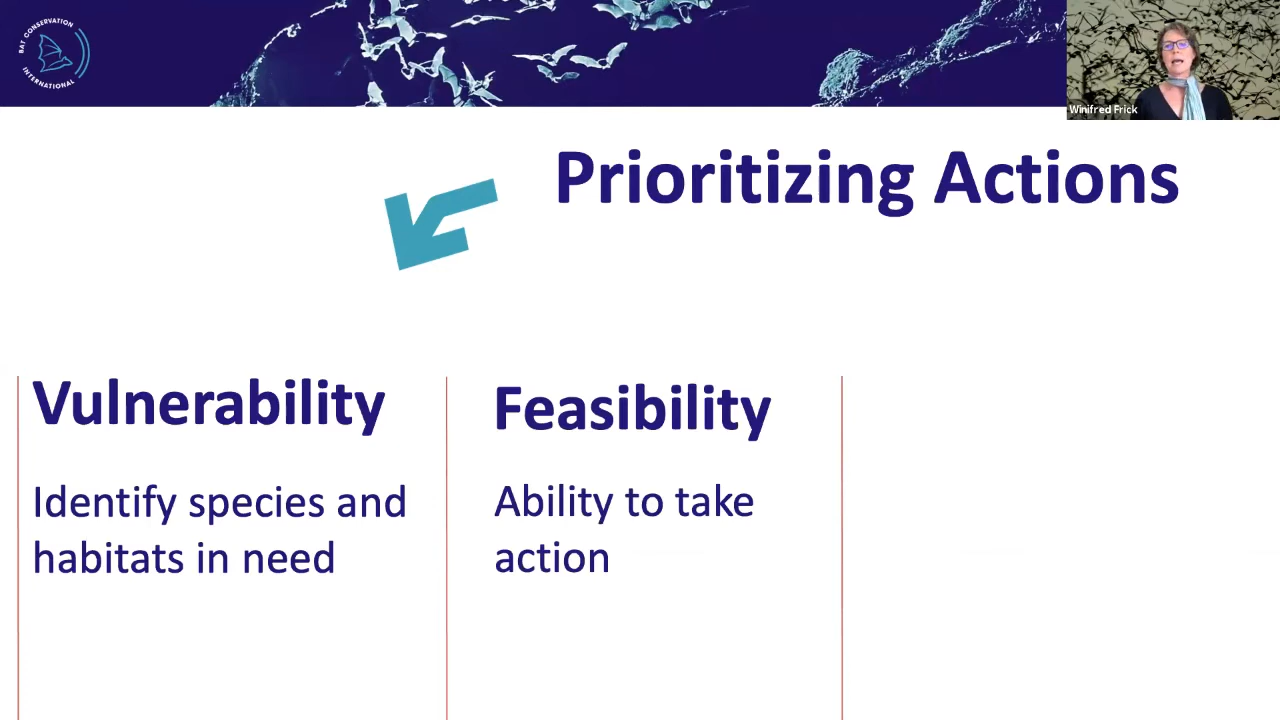 BAT CONSERVATION
INTERNATIONAL
Winifred Frick
Prioritizing Actions
Vulnerability
Identify species and
habitats in need
Feasibility
Ability to take
action